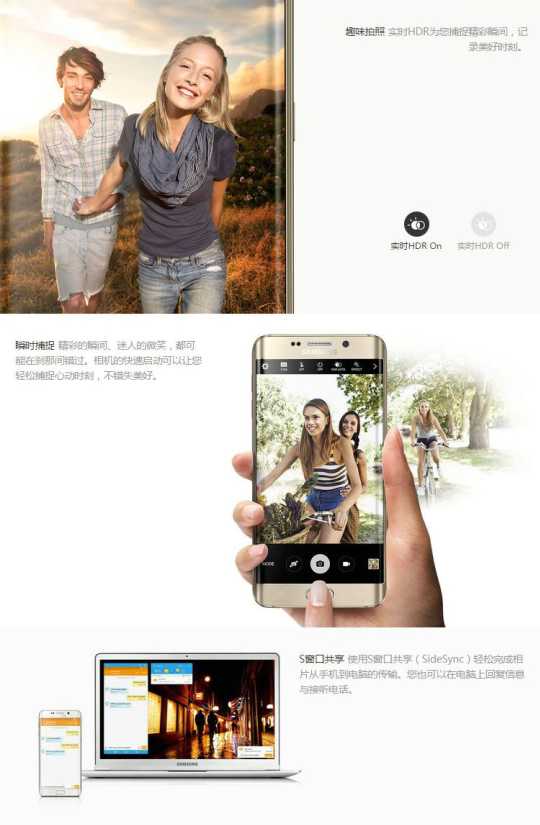 趣味拍照 实时HDR为您捕捉精彩瞬间，记
录美好时刻。
实时HDR On
实时HDR Off
瞬时捕捉 精彩的瞬间、迷人的微笑，都可
能在刹那间错过。相机的快速启动可以让您
轻松捕捉心动时刻，不错失美好。
SAMSUNG
MODE
S窗口共享 使用S窗口共享（SideSync）轻松完成相
片从手机到电脑的传输。您也可以在电脑上回复信息
与接听电话。
SAMSUNG